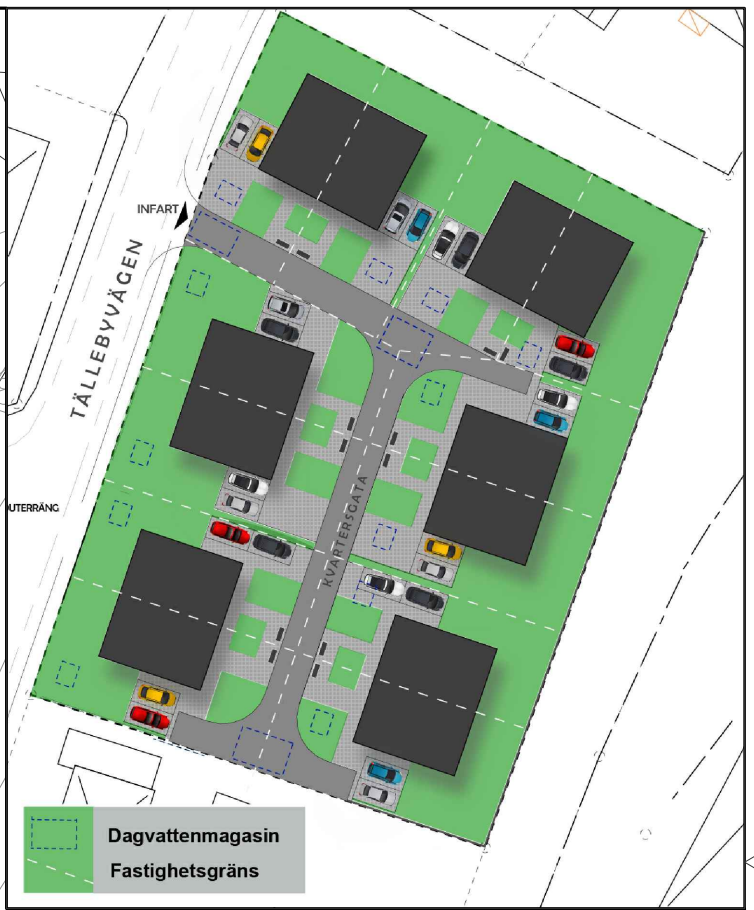 INFART
TÄLLEBYVÄGEN
UTERRÄNG
KVARTERSGATA
Dagvattenmagasin
Fastighetsgräns